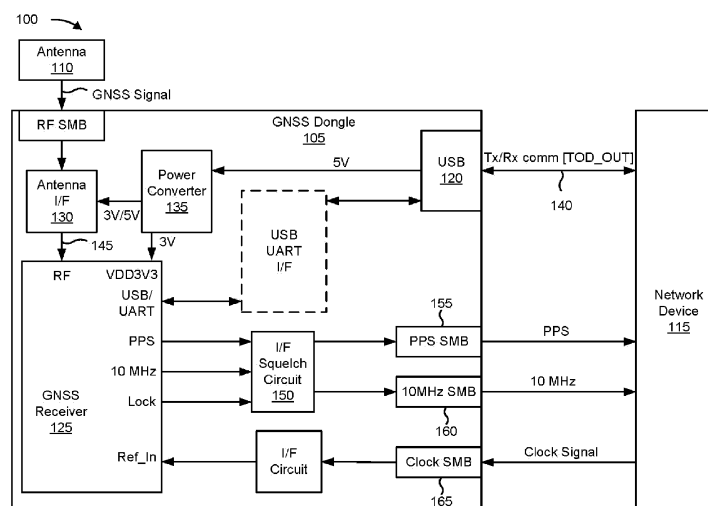 100
Antenna
110
GNSS Signal
RF SMB
GNSS Dongle
105
Antenna
I/F
130
3V/5V
Power
Converter
135
5V
USB
120
Tx/Rx comm [TOD_OUT]
140
145
3V
USB
UART
I/F
RF
VDD3V3
USB/
UART
PPS
10 MHz
Lock
Ref_In
GNSS
Receiver
125
I/F
Squelch
Circuit
150
155
PPS SMB
PPS
10MHz SMB
160
10 MHz
I/F
Circuit
Clock SMB
165
Clock Signal
Network
Device
115